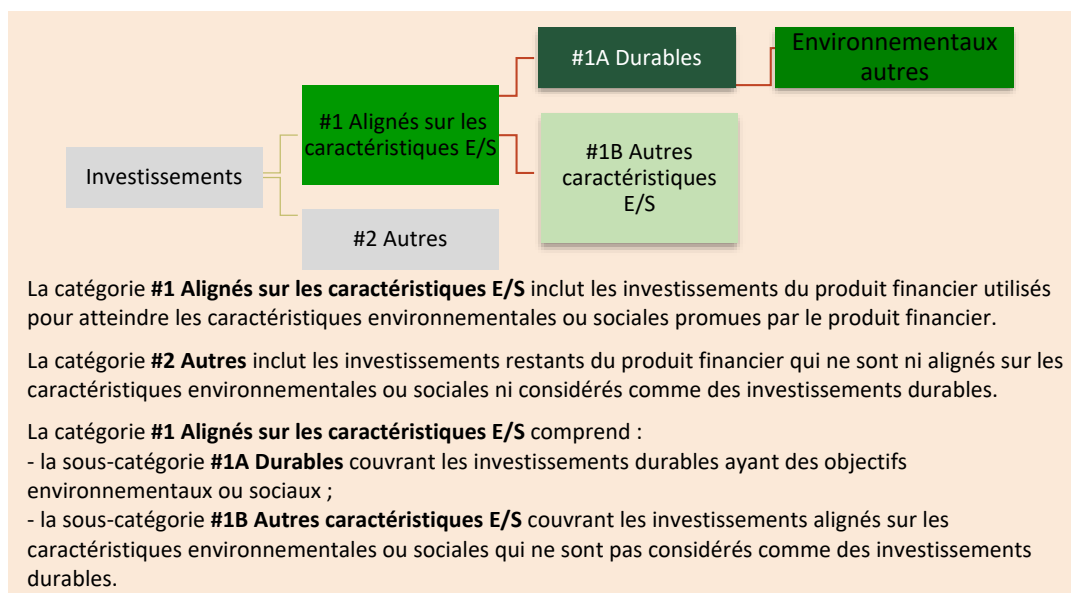 #1A Durables
Environnementaux
autres
#1 Alignés sur les
caractéristiques E/S
#1B Autres
caractéristiques
E/S
Investissements
#2 Autres
La catégorie #1 Alignés sur les caractéristiques E/S inclut les investissements du produit financier utilisés
pour atteindre les caractéristiques environnementales ou sociales promues par le produit financier.
La catégorie #2 Autres inclut les investissements restants du produit financier qui ne sont ni alignés sur les
caractéristiques environnementales ou sociales ni considérés comme des investissements durables.
La catégorie #1 Alignés sur les caractéristiques E/S comprend :
- la sous-catégorie #1A Durables couvrant les investissements durables ayant des objectifs
environnementaux ou sociaux ;
- la sous-catégorie #1B Autres caractéristiques E/S couvrant les investissements alignés sur les
caractéristiques environnementales ou sociales qui ne sont pas considérés comme des investissements
durables.